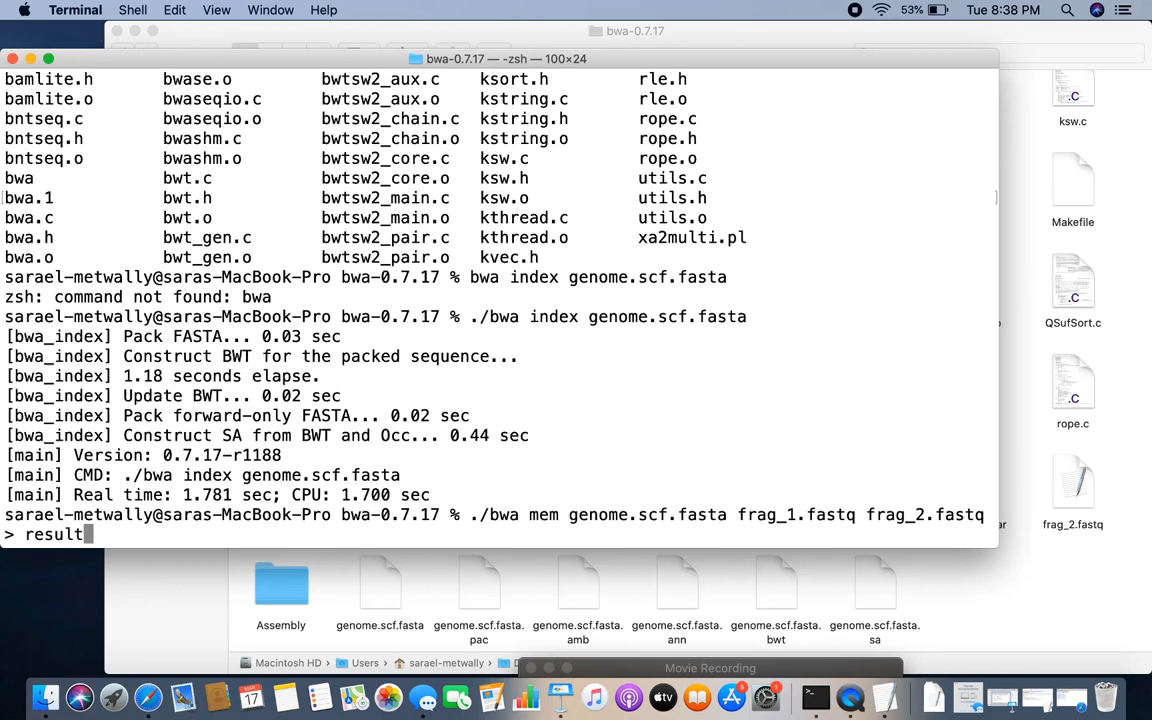 Terminal Shell Edit View Window Help 53% Tue 8:38 PM
bwa-0.7.17
bwa-0.7.17 — -zsh — 100×24
bamlite.h bwase.o bwtsw2_aux.c ksort.h rle.h
bamlite.o bwaseqio.c bwtsw2_aux.o kstring.c rle.o
bntseq.c bwaseqio.o bwtsw2_chain.c kstring.h rope.c
bntseq.h bwashm.c bwtsw2_chain.o kstring.o rope.h
bntseq.o bwashm.o bwtsw2_core.c ksw.c rope.o
bwa bwt.c bwtsw2_core.o ksw.h utils.c
bwa.1 bwt.h bwtsw2_main.c ksw.o utils.h
bwa.c bwt.o bwtsw2_main.o kthread.c utils.o
bwa.h bwt_gen.c bwtsw2_pair.c kthread.o xa2multi.pl
bwa.o bwt_gen.o bwtsw2_pair.o kvec.h
sarael-metwally@saras-MacBook-Pro bwa-0.7.17 % bwa index genome.scf.fasta
zsh: command not found: bwa
sarael-metwally@saras-MacBook-Pro bwa-0.7.17 % ./bwa index genome.scf.fasta
[bwa_index] Pack FASTA... 0.03 sec
[bwa_index] Construct BWT for the packed sequence...
[bwa_index] 1.18 seconds elapse.
[bwa_index] Update BWT... 0.02 sec
[bwa_index] Pack forward-only FASTA... 0.02 sec
[bwa_index] Construct SA from BWT and Occ... 0.44 sec
[main] Version: 0.7.17-r1188
[main] CMD: ./bwa index genome.scf.fasta
[main] Real time: 1.781 sec; CPU: 1.700 sec
sarael-metwally@saras-MacBook-Pro bwa-0.7.17 % ./bwa mem genome.scf.fasta frag_1.fastq frag_2.fastq
> result
.C
ksw.c
Makefile
.C
QSufSort.c
.C
rope.c
frag_2.fastq
ar
Assembly genome.scf.fasta genome.scf.fasta.pac genome.scf.fasta.amb genome.scf.fasta.ann genome.scf.fasta.bwt genome.scf.fasta.sa
Macintosh HD Users sarael-metwally
Movie Recording
17
tv
6
1